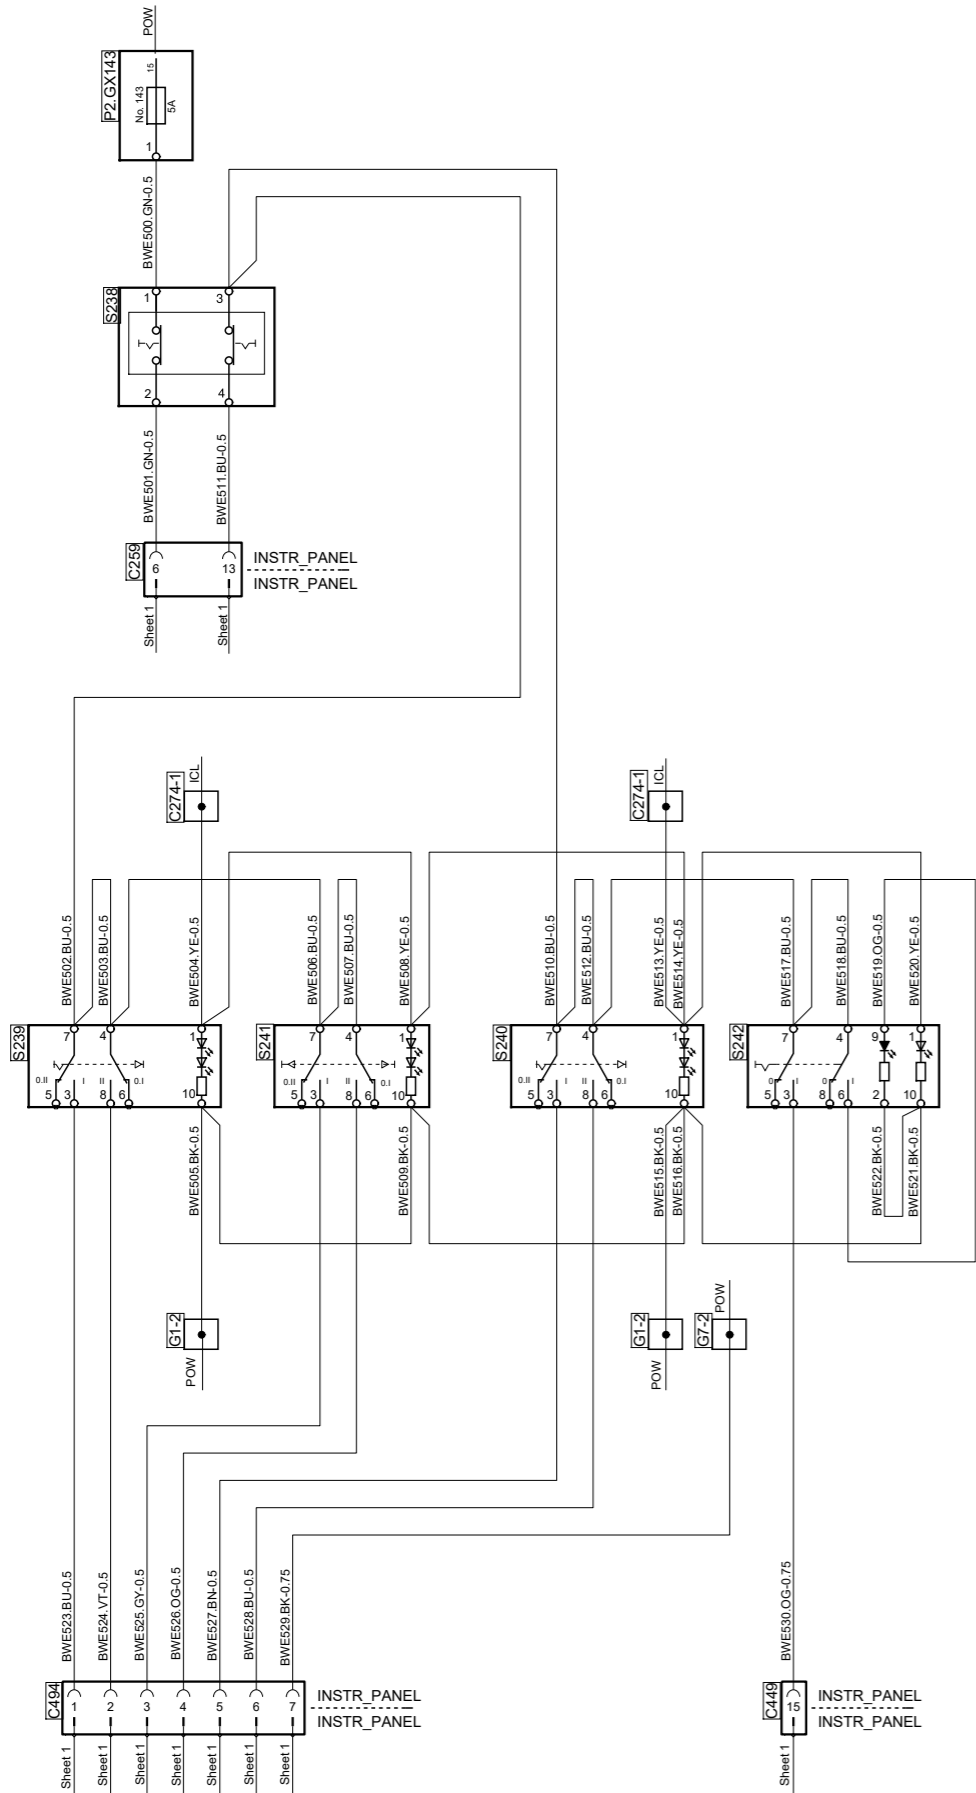 POW
P2.GX143
15
No. 143
5A
1
BWE500.GN-0.5
S238
1
3
2
4
BWE501.GN-0.5
BWE511.BU-0.5
C259
6
13
INSTR_PANEL
INSTR_PANEL
Sheet 1
Sheet 1
C274-1
ICL
C274-1
ICL
BWE502.BU-0.5
BWE503.BU-0.5
BWE504.YE-0.5
BWE506.BU-0.5
BWE507.BU-0.5
BWE508.YE-0.5
BWE510.BU-0.5
BWE512.BU-0.5
BWE513.YE-0.5
BWE514.YE-0.5
BWE517.BU-0.5
BWE518.BU-0.5
BWE519.OG-0.5
BWE520.YE-0.5
S239
7
4
1
0.II
I
II
0.I
5
3
8
6
10
S241
7
4
1
0.II
I
II
0.I
5
3
8
6
10
S240
7
4
1
0.II
I
II
0.I
5
3
8
6
10
S242
7
4
9
1
0
I
0
I
5
3
8
6
2
10
BWE505.BK-0.5
BWE509.BK-0.5
BWE515.BK-0.5
BWE516.BK-0.5
BWE522.BK-0.5
BWE521.BK-0.5
G1-2
POW
G1-2
POW
G7-2
POW
BWE523.BU-0.5
BWE524.VT-0.5
BWE525.GY-0.5
BWE526.OG-0.5
BWE527.BN-0.5
BWE528.BU-0.5
BWE529.BK-0.75
BWE530.OG-0.75
C494
1
2
3
4
5
6
7
INSTR_PANEL
INSTR_PANEL
C449
15
INSTR_PANEL
INSTR_PANEL
Sheet 1
Sheet 1
Sheet 1
Sheet 1
Sheet 1
Sheet 1
Sheet 1
Sheet 1